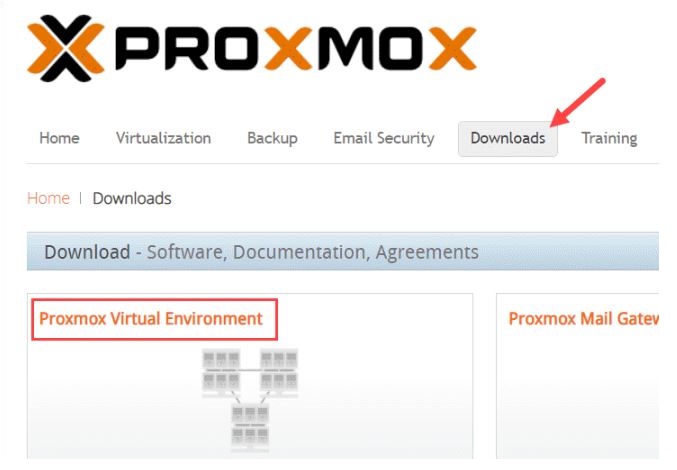 PROXMOX
Home Virtualization Backup Email Security Downloads Training
Home | Downloads
Download - Software, Documentation, Agreements
Proxmox Virtual Environment Proxmox Mail Gatew